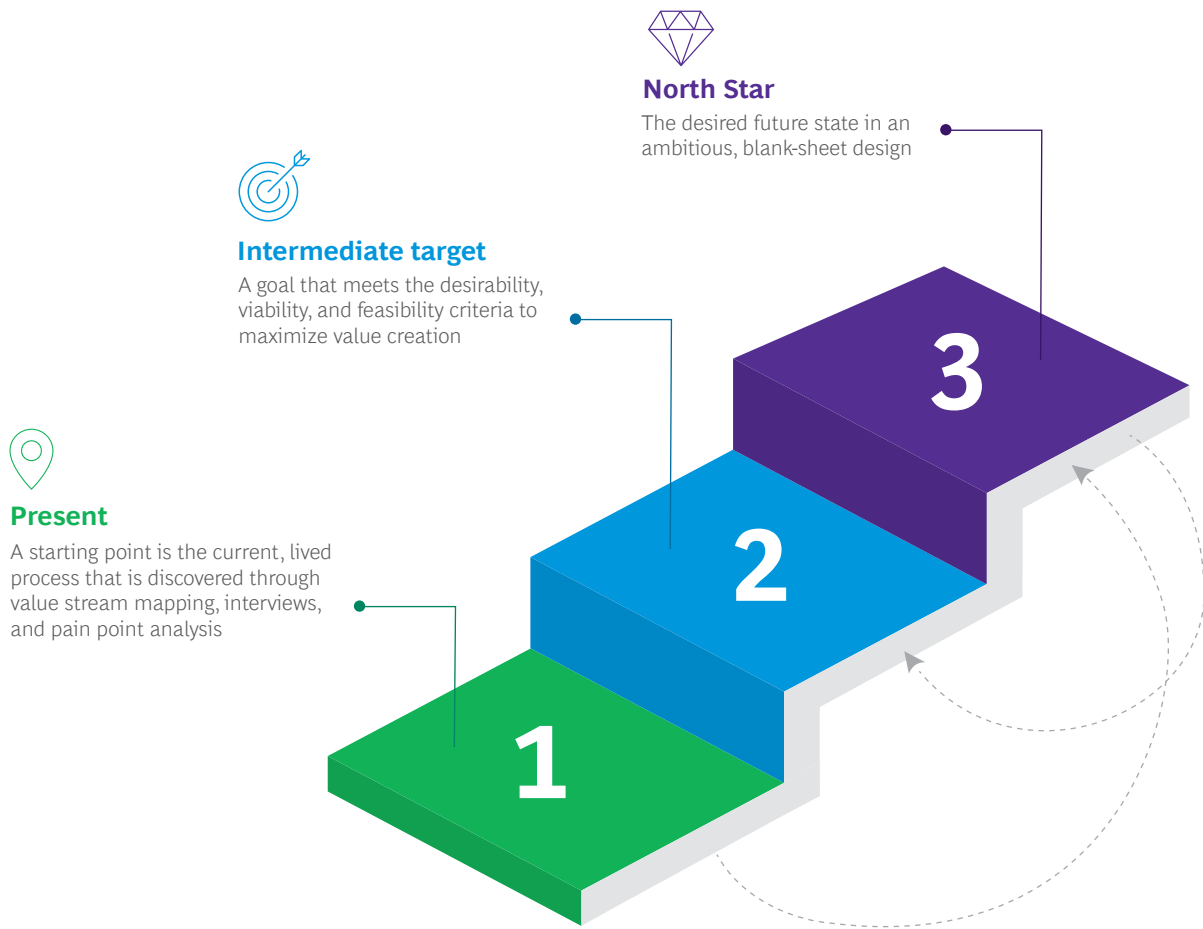 North Star
The desired future state in an
ambitious, blank-sheet design
Intermediate target
A goal that meets the desirability,
viability, and feasibility criteria to
maximize value creation
Present
A starting point is the current, lived
process that is discovered through
value stream mapping, interviews,
and pain point analysis
3
2
1